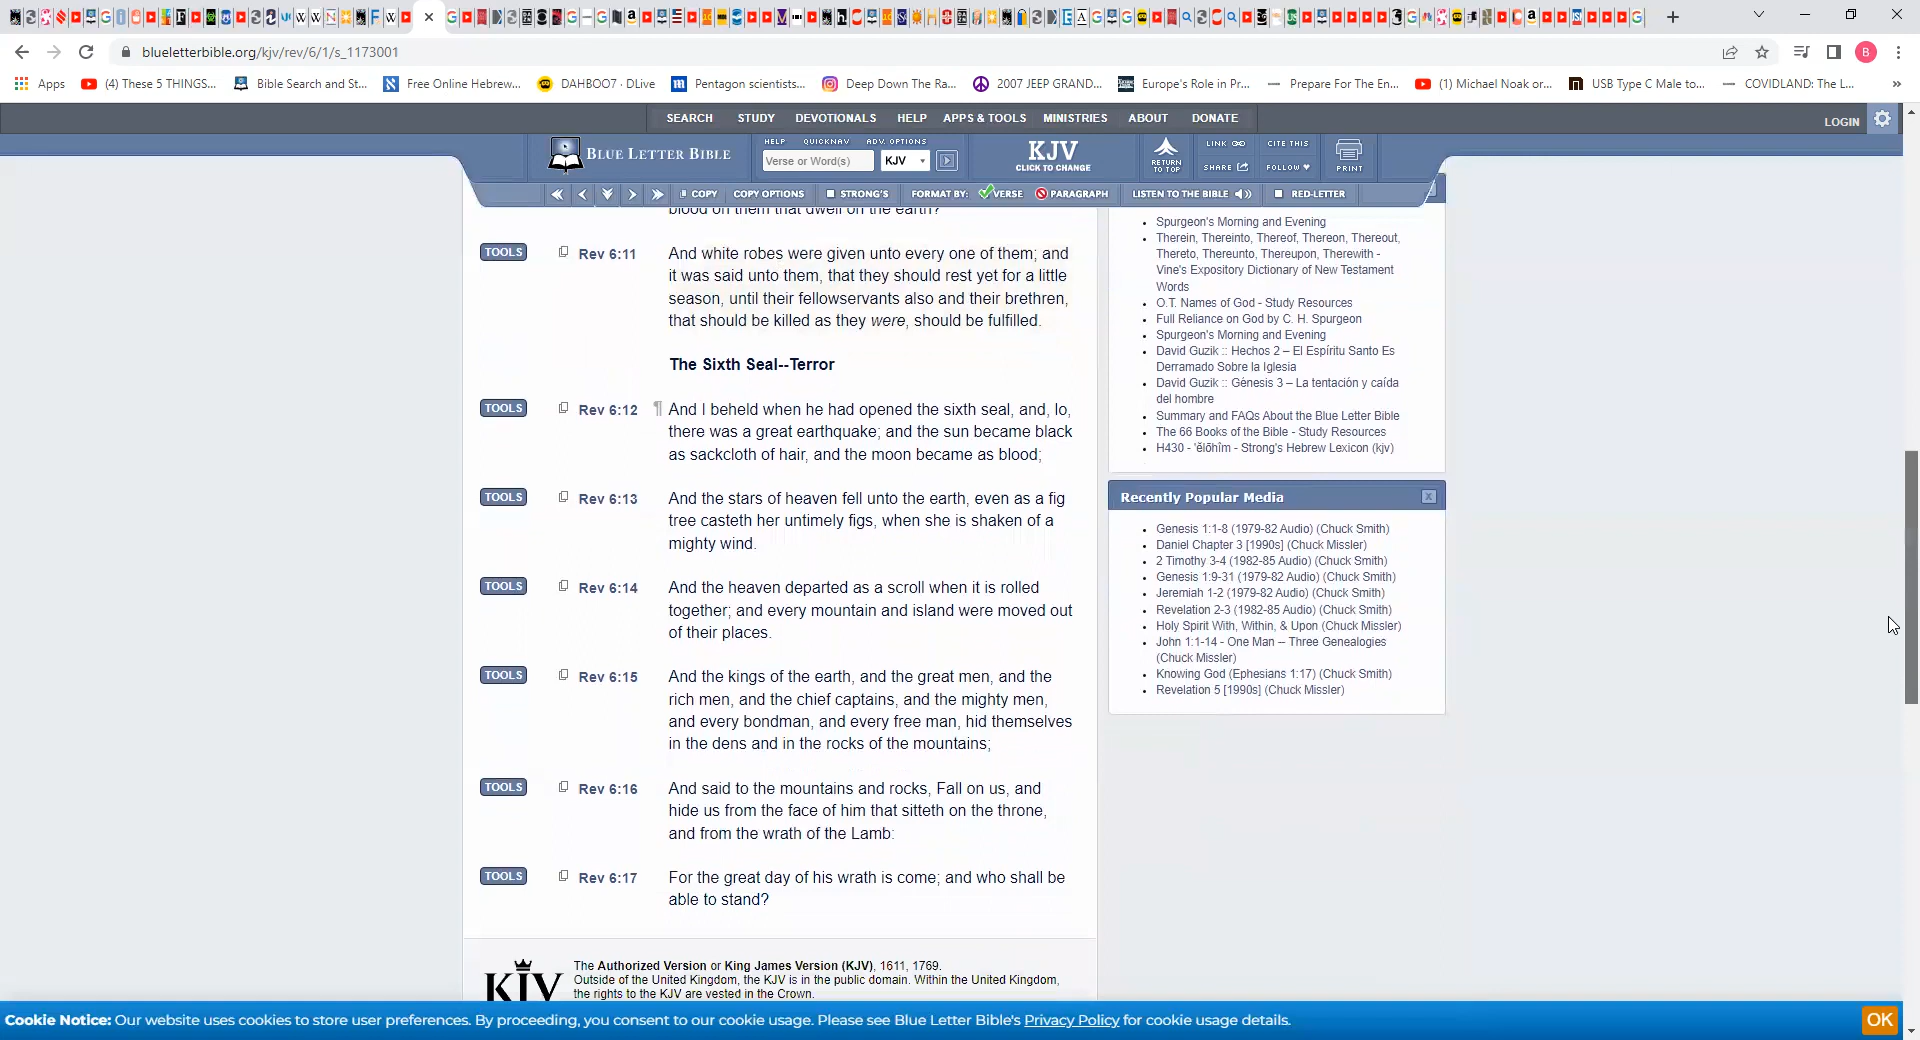 blueletterbible.org/kjv/rev/6/1/s_1173001
B
Apps
(4) These 5 THINGS...
Bible Search and St...
Free Online Hebrew...
DAHBOO7 · DLive
Pentagon scientists...
Deep Down The Ra...
2007 JEEP GRAND...
Europe's Role in Pr...
Prepare For The En...
(1) Michael Noak or...
USB Type C Male to...
COVIDLAND: The L...
SEARCH STUDY DEVOTIONALS HELP APPS & TOOLS MINISTRIES ABOUT DONATE
LOGIN
BLUE LETTER BIBLE
HELP QUICKNAV ADV. OPTIONS
Verse or Word(s)
KJV
KJV
CLICK TO CHANGE
RETURN
TO TOP
LINK
CITE THIS
SHARE
FOLLOW
PRINT
COPY
COPY OPTIONS
STRONG'S
FORMAT BY:
VERSE
PARAGRAPH
LISTEN TO THE BIBLE
RED-LETTER
blood on them that dwell on the earth?
TOOLS
Rev 6:11
And white robes were given unto every one of them; and
it was said unto them, that they should rest yet for a little
season, until their fellowservants also and their brethren,
that should be killed as they were, should be fulfilled.
The Sixth Seal--Terror
TOOLS
Rev 6:12
¶ And I beheld when he had opened the sixth seal, and, lo,
there was a great earthquake; and the sun became black
as sackcloth of hair, and the moon became as blood;
TOOLS
Rev 6:13
And the stars of heaven fell unto the earth, even as a fig
tree casteth her untimely figs, when she is shaken of a
mighty wind.
TOOLS
Rev 6:14
And the heaven departed as a scroll when it is rolled
together; and every mountain and island were moved out
of their places.
TOOLS
Rev 6:15
And the kings of the earth, and the great men, and the
rich men, and the chief captains, and the mighty men,
and every bondman, and every free man, hid themselves
in the dens and in the rocks of the mountains;
TOOLS
Rev 6:16
And said to the mountains and rocks, Fall on us, and
hide us from the face of him that sitteth on the throne,
and from the wrath of the Lamb:
TOOLS
Rev 6:17
For the great day of his wrath is come; and who shall be
able to stand?
KJV
The Authorized Version or King James Version (KJV), 1611, 1769.
Outside of the United Kingdom, the KJV is in the public domain. Within the United Kingdom,
the rights to the KJV are vested in the Crown.
Spurgeon's Morning and Evening
Therein, Thereinto, Thereof, Thereon, Thereout,
Thereto, Thereunto, Thereupon, Therewith -
Vine's Expository Dictionary of New Testament
Words
O.T. Names of God - Study Resources
Full Reliance on God by C. H. Spurgeon
Spurgeon's Morning and Evening
David Guzik :: Hechos 2 – El Espíritu Santo Es
Derramado Sobre la Iglesia
David Guzik :: Génesis 3 – La tentación y caída
del hombre
Summary and FAQs About the Blue Letter Bible
The 66 Books of the Bible - Study Resources
H430 - 'ĕlōhîm - Strong's Hebrew Lexicon (kjv)
Recently Popular Media
x
Genesis 1:1-8 (1979-82 Audio) (Chuck Smith)
Daniel Chapter 3 [1990s] (Chuck Missler)
2 Timothy 3-4 (1982-85 Audio) (Chuck Smith)
Genesis 1:9-31 (1979-82 Audio) (Chuck Smith)
Jeremiah 1-2 (1979-82 Audio) (Chuck Smith)
Revelation 2-3 (1982-85 Audio) (Chuck Smith)
Holy Spirit With, Within, & Upon (Chuck Missler)
John 1:1-14 - One Man -- Three Genealogies
(Chuck Missler)
Knowing God (Ephesians 1:17) (Chuck Smith)
Revelation 5 [1990s] (Chuck Missler)
Cookie Notice: Our website uses cookies to store user preferences. By proceeding, you consent to our cookie usage. Please see Blue Letter Bible's Privacy Policy for cookie usage details.
OK